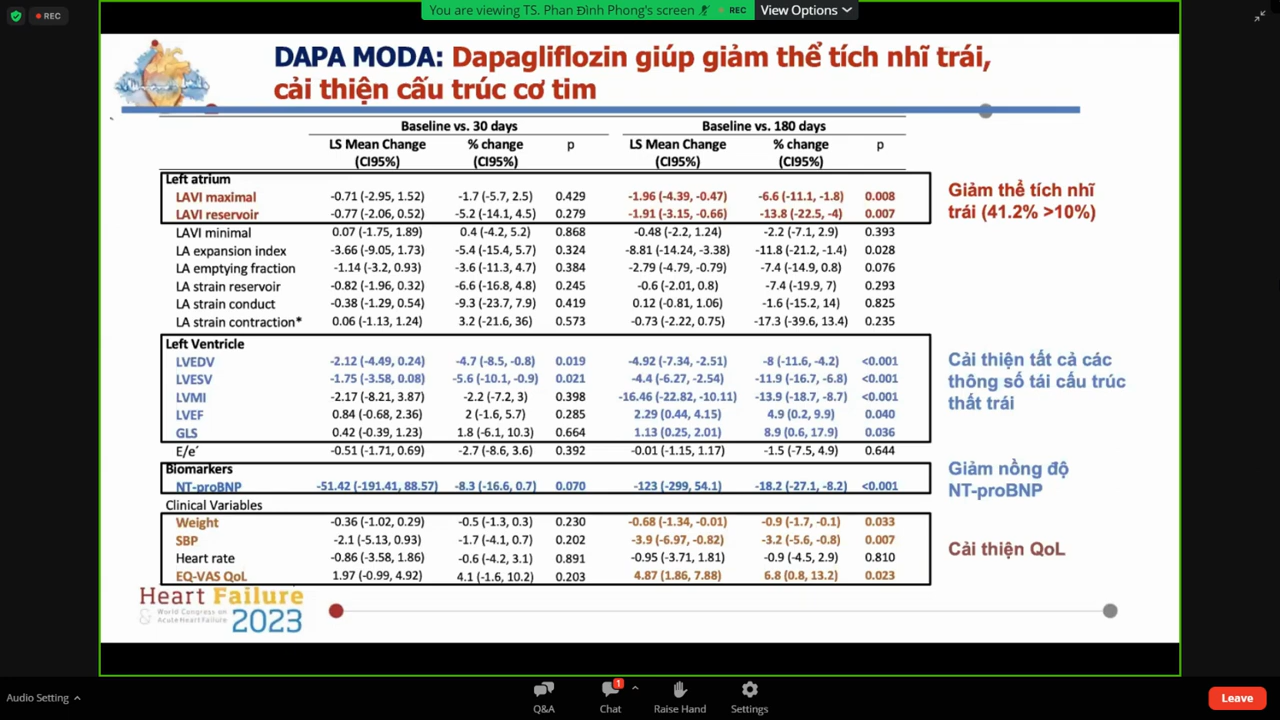 You are viewing TS. Phan Đình Phong's screen
REC
View Options
REC
DAPA MODA: Dapagliflozin giúp giảm thể tích nhĩ trái,
cải thiện cấu trúc cơ tim
Baseline vs. 30 days Baseline vs. 180 days
LS Mean Change % change p LS Mean Change % change p
(CI95%) (CI95%) (CI95%) (CI95%)
Left atrium
LAVI maximal -0.71 (-2.95, 1.52) -1.7 (-5.7, 2.5) 0.429 -1.96 (-4.39, -0.47) -6.6 (-11.1, -1.8) 0.008
LAVI reservoir -0.77 (-2.06, 0.52) -5.2 (-14.1, 4.5) 0.279 -1.91 (-3.15, -0.66) -13.8 (-22.5, -4) 0.007
LAVI minimal 0.07 (-1.75, 1.89) 0.4 (-4.2, 5.2) 0.868 -0.48 (-2.2, 1.24) -2.2 (-7.1, 2.9) 0.393
LA expansion index -3.66 (-9.05, 1.73) -5.4 (-15.4, 5.7) 0.324 -8.81 (-14.24, -3.38) -11.8 (-21.2, -1.4) 0.028
LA emptying fraction -1.14 (-3.2, 0.93) -3.6 (-11.3, 4.7) 0.384 -2.79 (-4.79, -0.79) -7.4 (-14.9, 0.8) 0.076
LA strain reservoir -0.82 (-1.96, 0.32) -6.6 (-16.8, 4.8) 0.245 -0.6 (-2.01, 0.8) -7.4 (-19.9, 7) 0.293
LA strain conduct -0.38 (-1.29, 0.54) -9.3 (-23.7, 7.9) 0.419 0.12 (-0.81, 1.06) -1.6 (-15.2, 14) 0.825
LA strain contraction* 0.06 (-1.13, 1.24) 3.2 (-21.6, 36) 0.573 -0.73 (-2.22, 0.75) -17.3 (-39.6, 13.4) 0.235
Giảm thể tích nhĩ
trái (41.2% >10%)
Left Ventricle
LVEDV -2.12 (-4.49, 0.24) -4.7 (-8.5, -0.8) 0.019 -4.92 (-7.34, -2.51) -8 (-11.6, -4.2) <0.001
LVESV -1.75 (-3.58, 0.08) -5.6 (-10.1, -0.9) 0.021 -4.4 (-6.27, -2.54) -11.9 (-16.7, -6.8) <0.001
LVMI -2.17 (-8.21, 3.87) -2.2 (-7.2, 3) 0.398 -16.46 (-22.82, -10.11) -13.9 (-18.7, -8.7) <0.001
LVEF 0.84 (-0.68, 2.36) 2 (-1.6, 5.7) 0.285 2.29 (0.44, 4.15) 4.9 (0.2, 9.9) 0.040
GLS 0.42 (-0.39, 1.23) 1.8 (-6.1, 10.3) 0.664 1.13 (0.25, 2.01) 8.9 (0.6, 17.9) 0.036
E/e´ -0.51 (-1.71, 0.69) -2.7 (-8.6, 3.6) 0.392 -0.01 (-1.15, 1.17) -1.5 (-7.5, 4.9) 0.644
Cải thiện tất cả các
thông số tái cấu trúc
thất trái
Biomarkers
NT-proBNP -51.42 (-191.41, 88.57) -8.3 (-16.6, 0.7) 0.070 -123 (-299, 54.1) -18.2 (-27.1, -8.2) <0.001
Giảm nồng độ
NT-proBNP
Clinical Variables
Weight -0.36 (-1.02, 0.29) -0.5 (-1.3, 0.3) 0.230 -0.68 (-1.34, -0.01) -0.9 (-1.7, -0.1) 0.033
SBP -2.1 (-5.13, 0.93) -1.7 (-4.1, 0.7) 0.202 -3.9 (-6.97, -0.82) -3.2 (-5.6, -0.8) 0.007
Heart rate -0.86 (-3.58, 1.86) -0.6 (-4.2, 3.1) 0.891 -0.95 (-3.71, 1.81) -0.9 (-4.5, 2.9) 0.810
EQ-VAS QoL 1.97 (-0.99, 4.92) 4.1 (-1.6, 10.2) 0.203 4.87 (1.86, 7.88) 6.8 (0.8, 13.2) 0.023
Cải thiện QoL
Heart Failure
& World Congress on
Acute Heart Failure
2023
Audio Setting
Q&A
1
Chat
Raise Hand
Settings
Leave